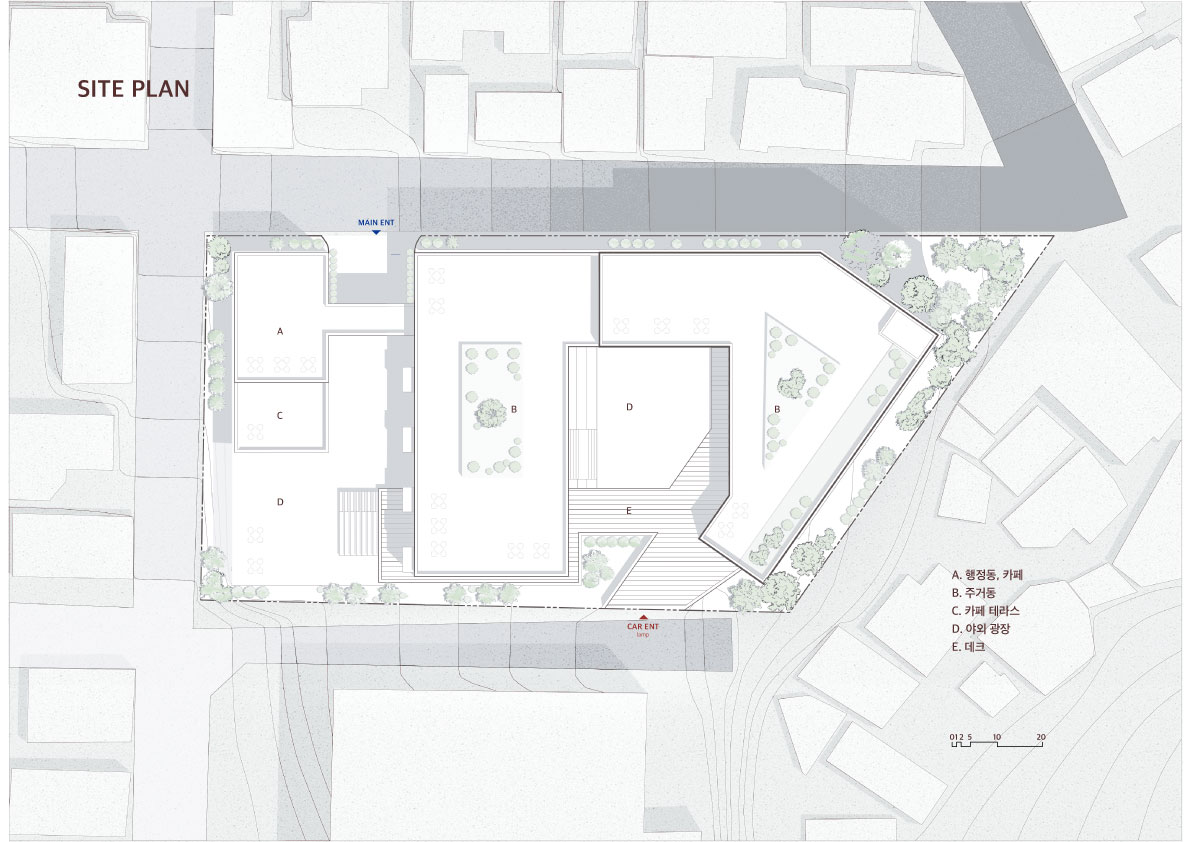 SITE PLAN
MAIN ENT
A
C
B
D
B
D
E
CAR ENT
lamp
A. 행정동, 카페
B. 주거동
C. 카페 테라스
D. 야외 광장
E. 데크
0 1 2 5 10 20